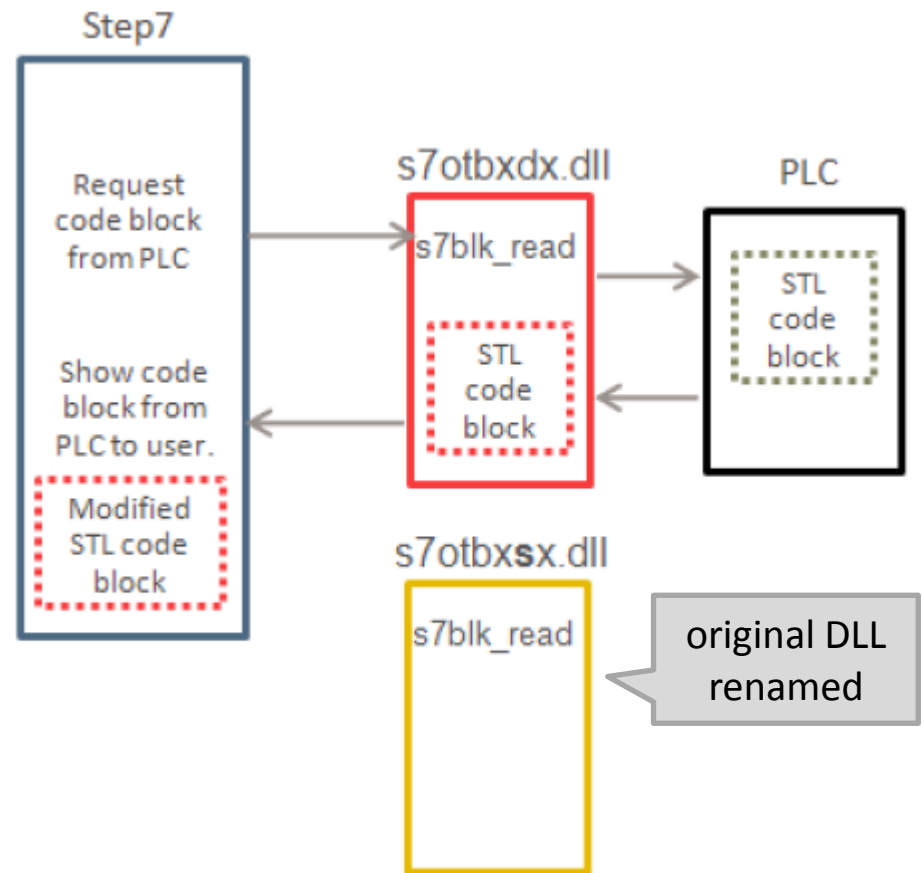 Step7
Request
code block
from PLC
Show code
block from
PLC to user.
Modified
STL code
block
s7otbxdx.dll
s7blk_read
STL
code
block
PLC
STL
code
block
s7otbxsx.dll
s7blk_read
original DLL
renamed